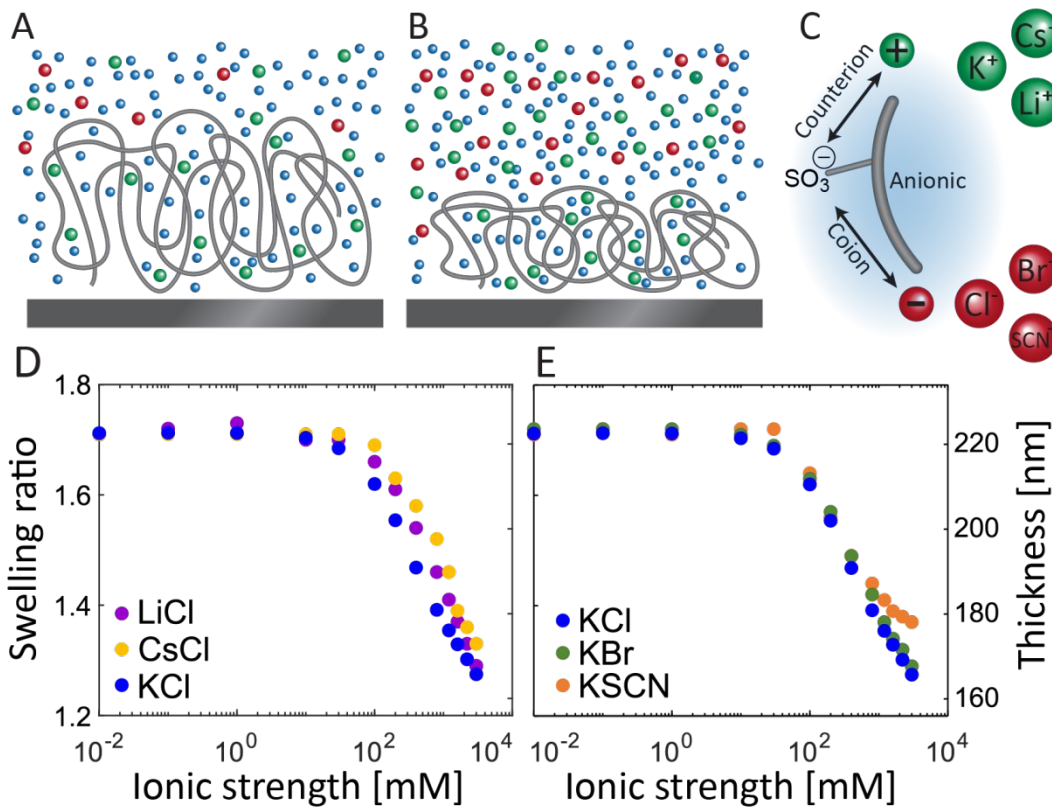 A
B
C
+
Cs⁺
K⁺
Li⁺
Counterion
−
SO₃
Anionic
Coion
−
Cl⁻
Br⁻
SCN⁻
D
E
1.8
1.6
1.4
1.2
Swelling ratio
LiCl
CsCl
KCl
10⁻² 10⁰ 10² 10⁴
Ionic strength [mM]
KCl
KBr
KSCN
220
200
180
160
Thickness [nm]
10⁻² 10⁰ 10² 10⁴
Ionic strength [mM]